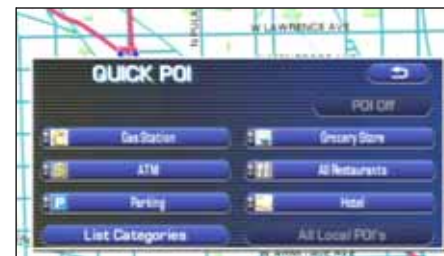 W LAWRENCE AVE
N PULA
QUICK POI
POI Off
Gas Station
Grocery Store
ATM
All Restaurants
P Parking
Hotel
List Categories
All Local POI's